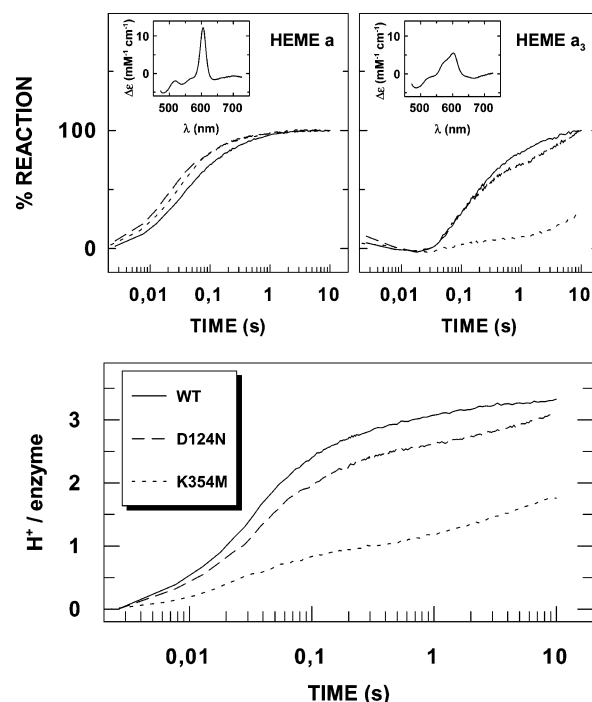 HEME a
Δε (mM⁻¹ cm⁻¹)
10
0
500 600 700
λ (nm)
HEME a₃
Δε (mM⁻¹ cm⁻¹)
10
0
500 600 700
λ (nm)
% REACTION
100
0
0,01 0,1 1 10
TIME (s)
0,01 0,1 1 10
TIME (s)
H⁺ / enzyme
3
2
1
0
WT
D124N
K354M
0,01 0,1 1 10
TIME (s)